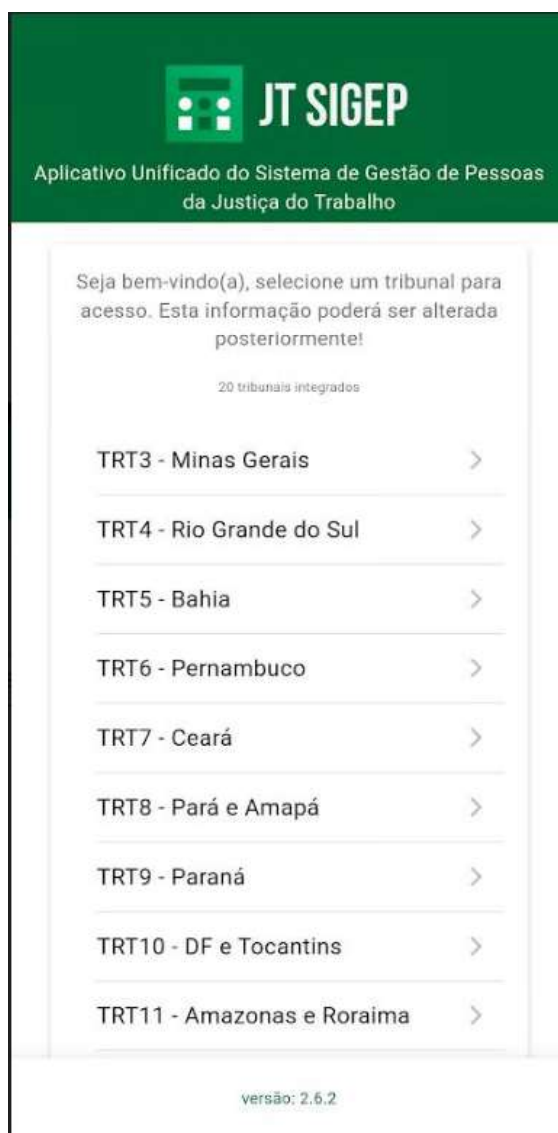 JT SIGEP
Aplicativo Unificado do Sistema de Gestão de Pessoas
da Justiça do Trabalho
Seja bem-vindo(a), selecione um tribunal para
acesso. Esta informação poderá ser alterada
posteriormente!
20 tribunais integrados
TRT3 - Minas Gerais
TRT4 - Rio Grande do Sul
TRT5 - Bahia
TRT6 - Pernambuco
TRT7 - Ceará
TRT8 - Pará e Amapá
TRT9 - Paraná
TRT10 - DF e Tocantins
TRT11 - Amazonas e Roraima
versão: 2.6.2